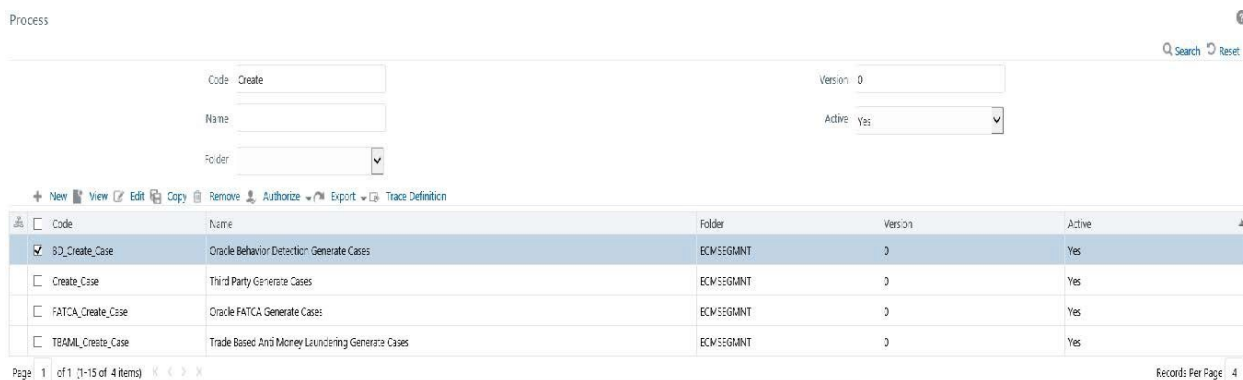 Process
Search Reset
Code Create Version 0
Name Active Yes
Folder
New View Edit Copy Remove Authorize Export Trace Definition
Code Name Folder Version Active
BD_Create_Case Oracle Behavior Detection Generate Cases ECMSEGMNT 0 Yes
Create_Case Third Party Generate Cases ECMSEGMNT 0 Yes
FATCA_Create_Case Oracle FATCA Generate Cases ECMSEGMNT 0 Yes
TBAML_Create_Case Trade Based Anti Money Laundering Generate Cases ECMSEGMNT 0 Yes
Page 1 of 1 (1-15 of 4 items) Records Per Page 4